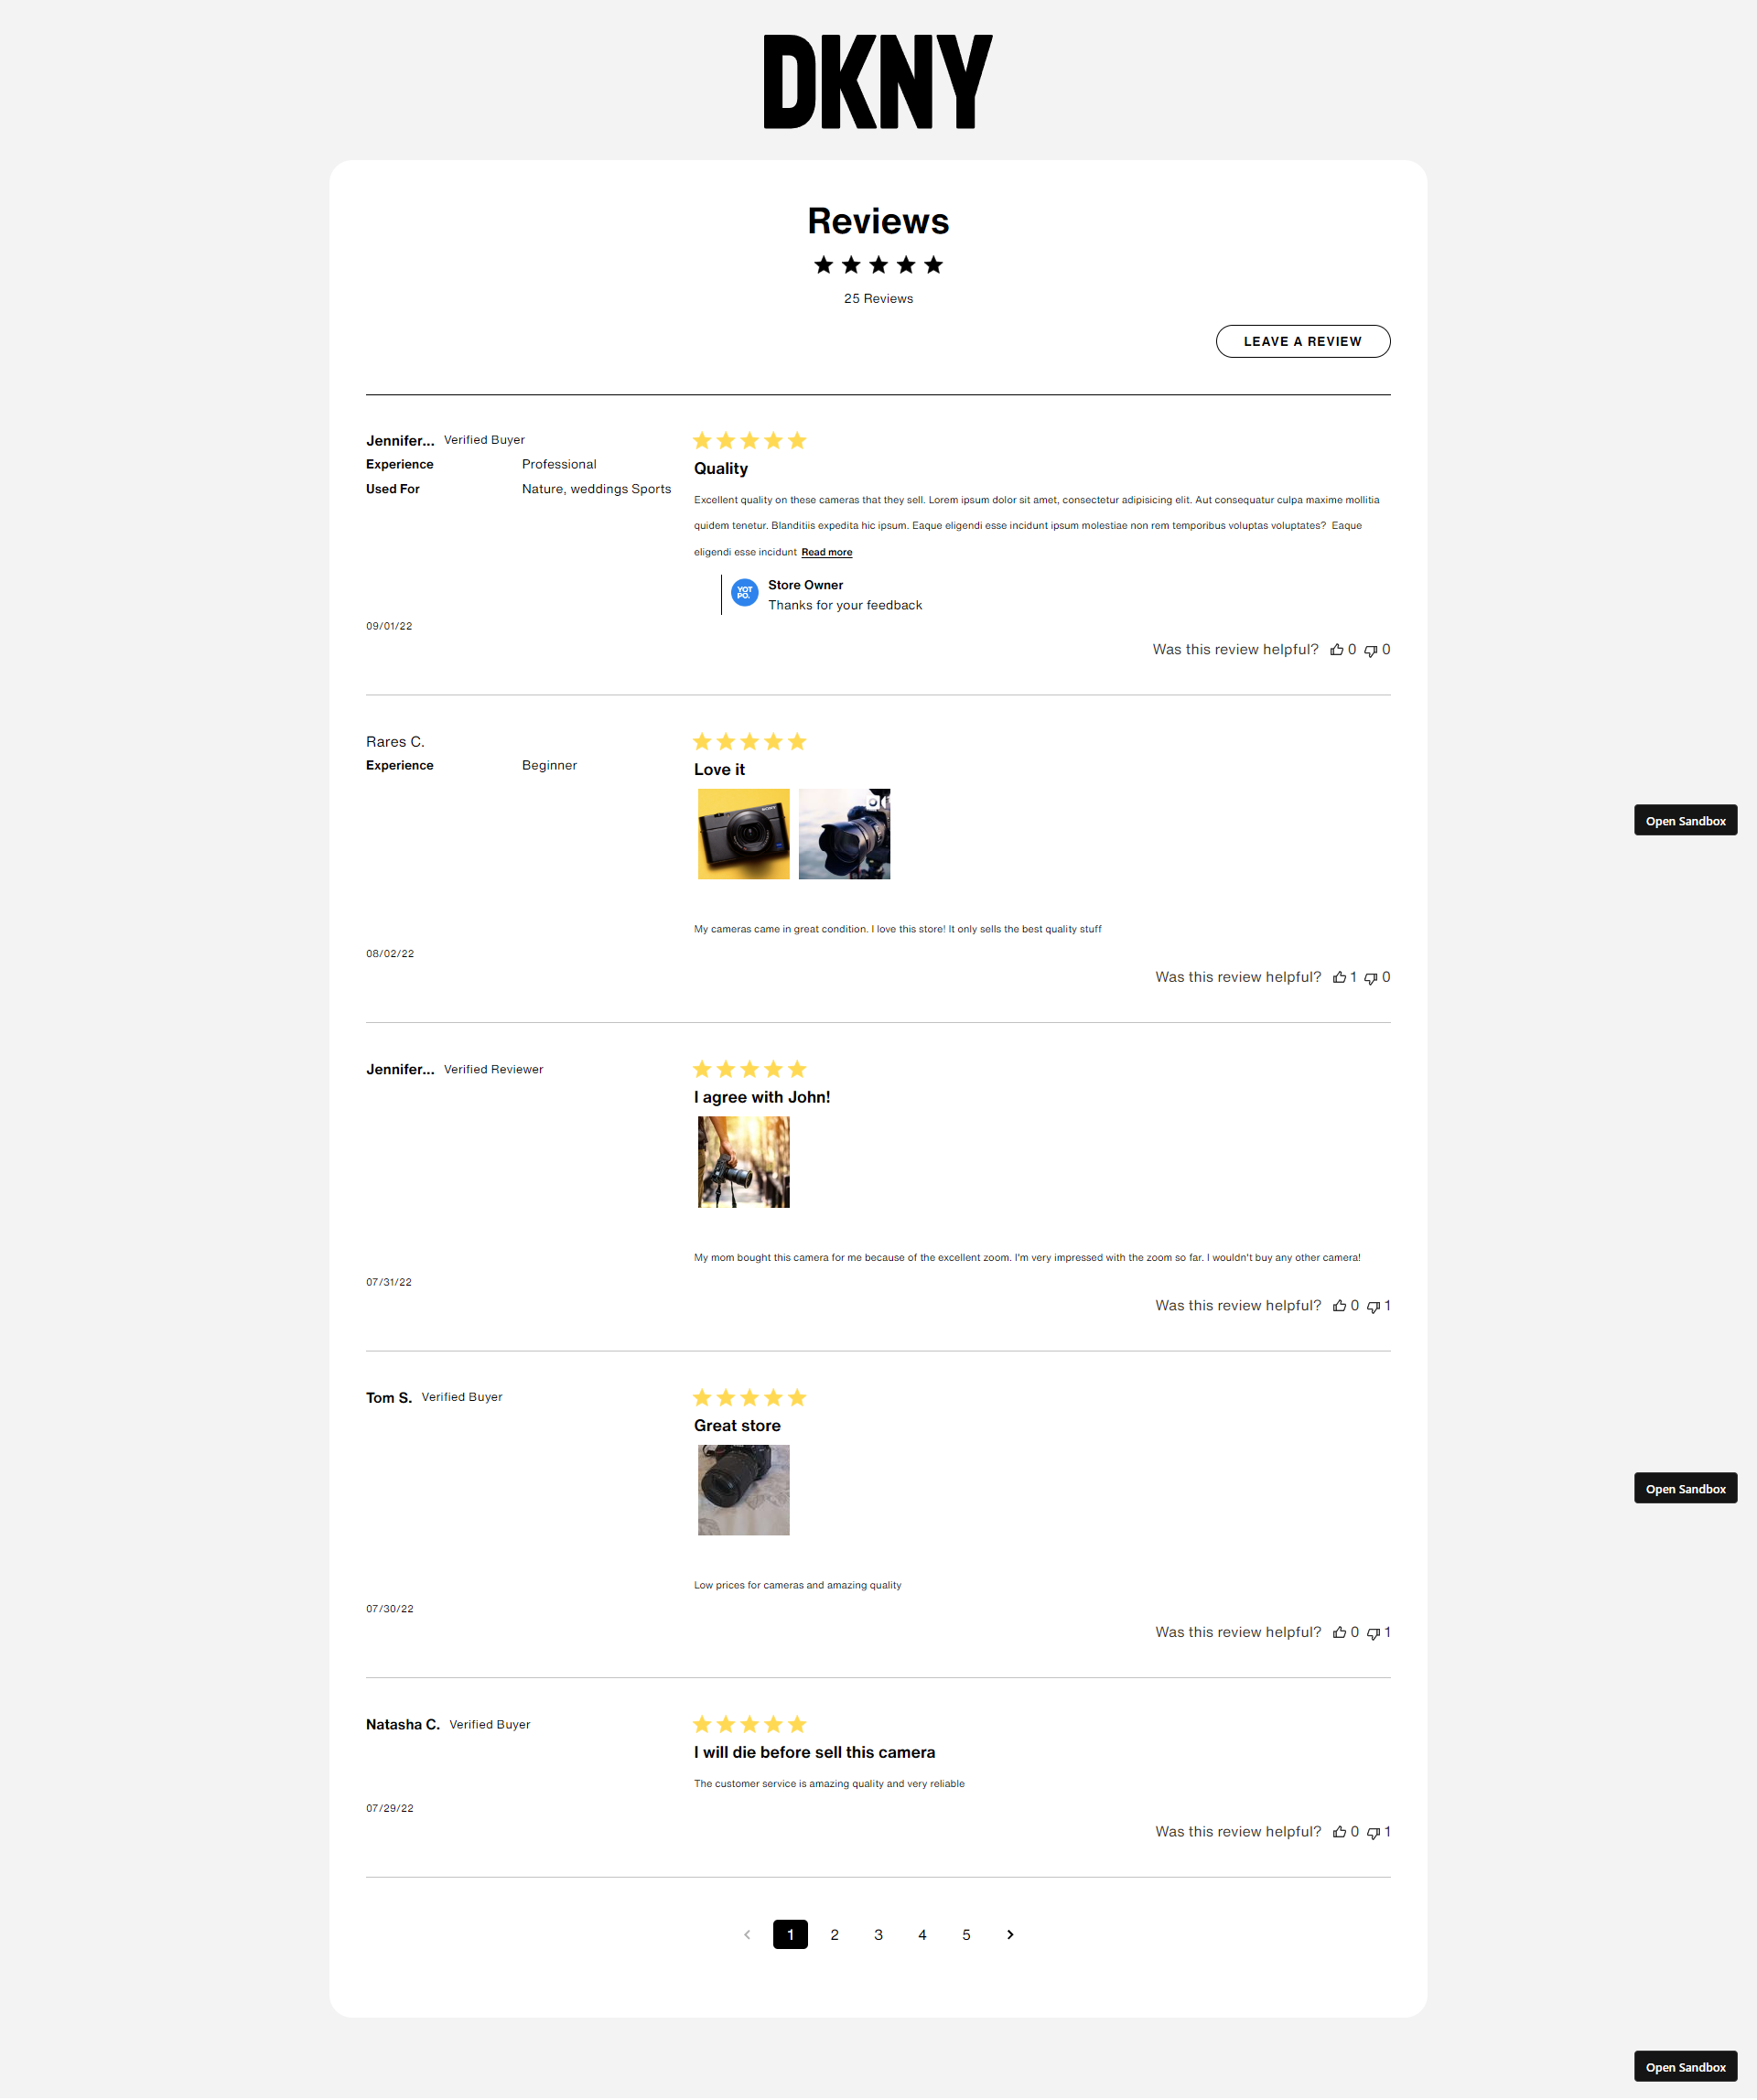 DKNY
Reviews
25 Reviews
LEAVE A REVIEW
Jennifer... Verified Buyer
Experience Professional
Used For Nature, weddings Sports
Quality
Excellent quality on these cameras that they sell. Lorem ipsum dolor sit amet, consectetur adipisicing elit. Aut consequatur culpa maxime mollitia
quidem tenetur. Blanditiis expedita hic ipsum. Eaque eligendi esse incidunt ipsum molestiae non rem temporibus voluptas voluptates? Eaque
eligendi esse incidunt Read more
YOT
PO.
Store Owner
Thanks for your feedback
09/01/22
Was this review helpful? 0 0
Rares C.
Experience Beginner
Love it
SONY
My cameras came in great condition. I love this store! It only sells the best quality stuff
08/02/22
Was this review helpful? 1 0
Open Sandbox
Jennifer... Verified Reviewer
I agree with John!
My mom bought this camera for me because of the excellent zoom. I'm very impressed with the zoom so far. I wouldn't buy any other camera!
07/31/22
Was this review helpful? 0 1
Tom S. Verified Buyer
Great store
Low prices for cameras and amazing quality
07/30/22
Was this review helpful? 0 1
Open Sandbox
Natasha C. Verified Buyer
I will die before sell this camera
The customer service is amazing quality and very reliable
07/29/22
Was this review helpful? 0 1
1 2 3 4 5
Open Sandbox